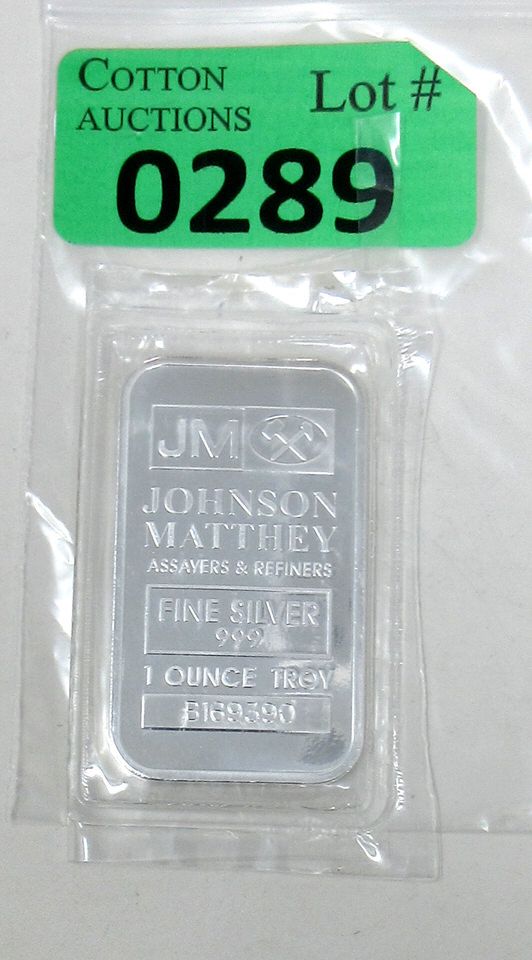 COTTON
AUCTIONS
Lot #
0289
JM
JOHNSON
MATTHEY
ASSAYERS & REFINERS
FINE SILVER
999
1 OUNCE TROY
B169390